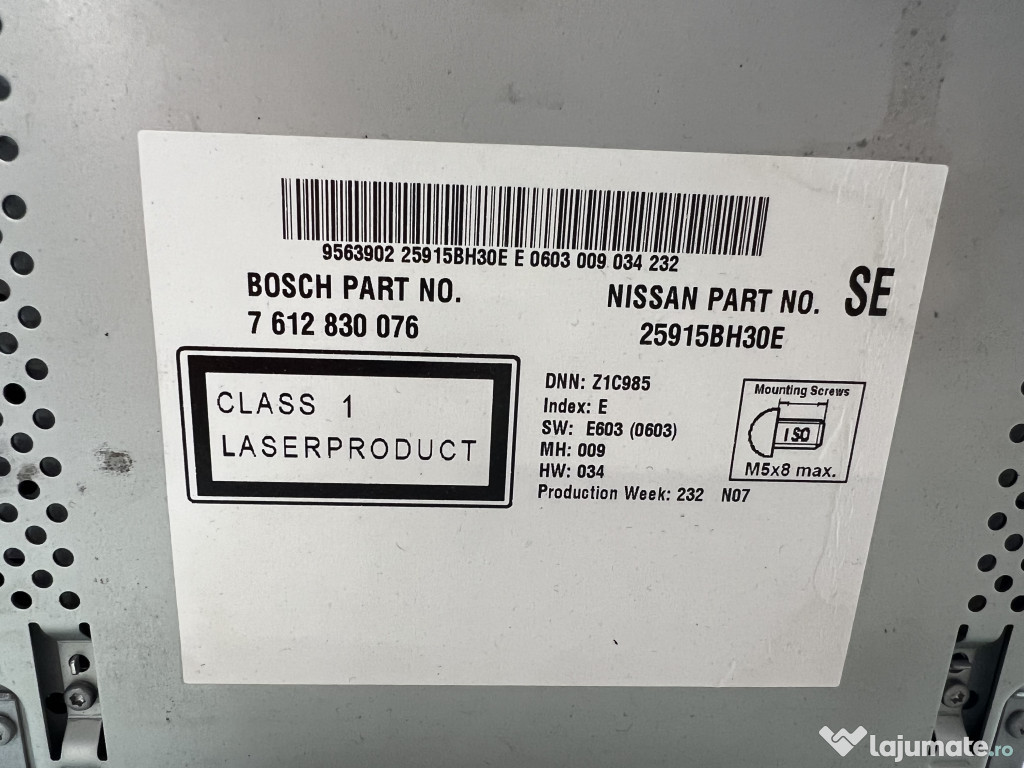 9563902 25915BH30E E 0603 009 034 232
BOSCH PART NO.
7 612 830 076
NISSAN PART NO.
25915BH30E
SE
CLASS 1
LASERPRODUCT
DNN: Z1C985
Index: E
SW: E603 (0603)
MH: 009
HW: 034
Production Week: 232 N07
Mounting Screws
ISO
M5x8 max.
lajumate.ro